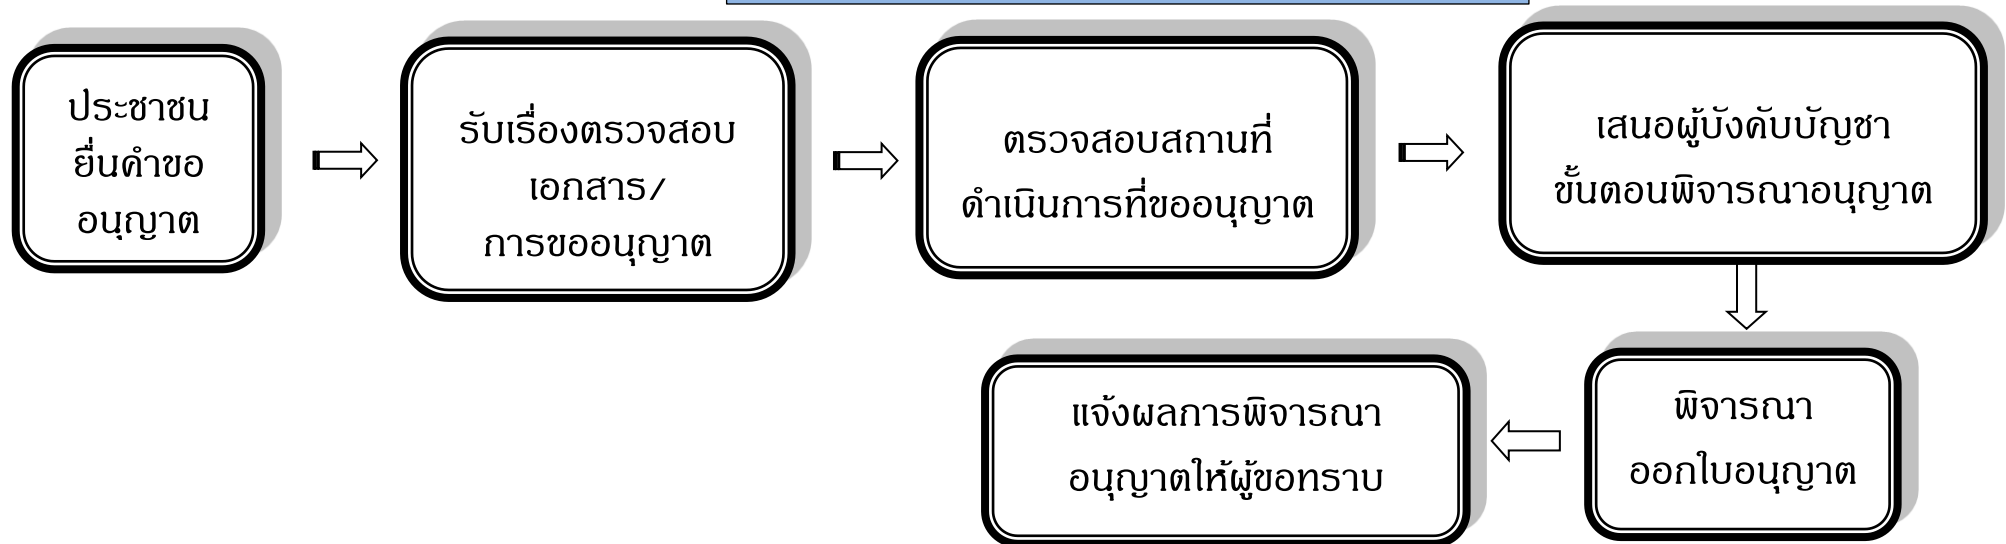 ประชาชน
ยื่นคำขอ
อนุญาต
รับเรื่องตรวจสอบ
เอกสาร/
การขออนุญาต
ตรวจสอบสถานที่
ดำเนินการที่ขออนุญาต
เสนอผู้บังคับบัญชา
ขั้นตอนพิจารณาอนุญาต
พิจารณา
ออกใบอนุญาต
แจ้งผลการพิจารณา
อนุญาตให้ผู้ขอทราบ